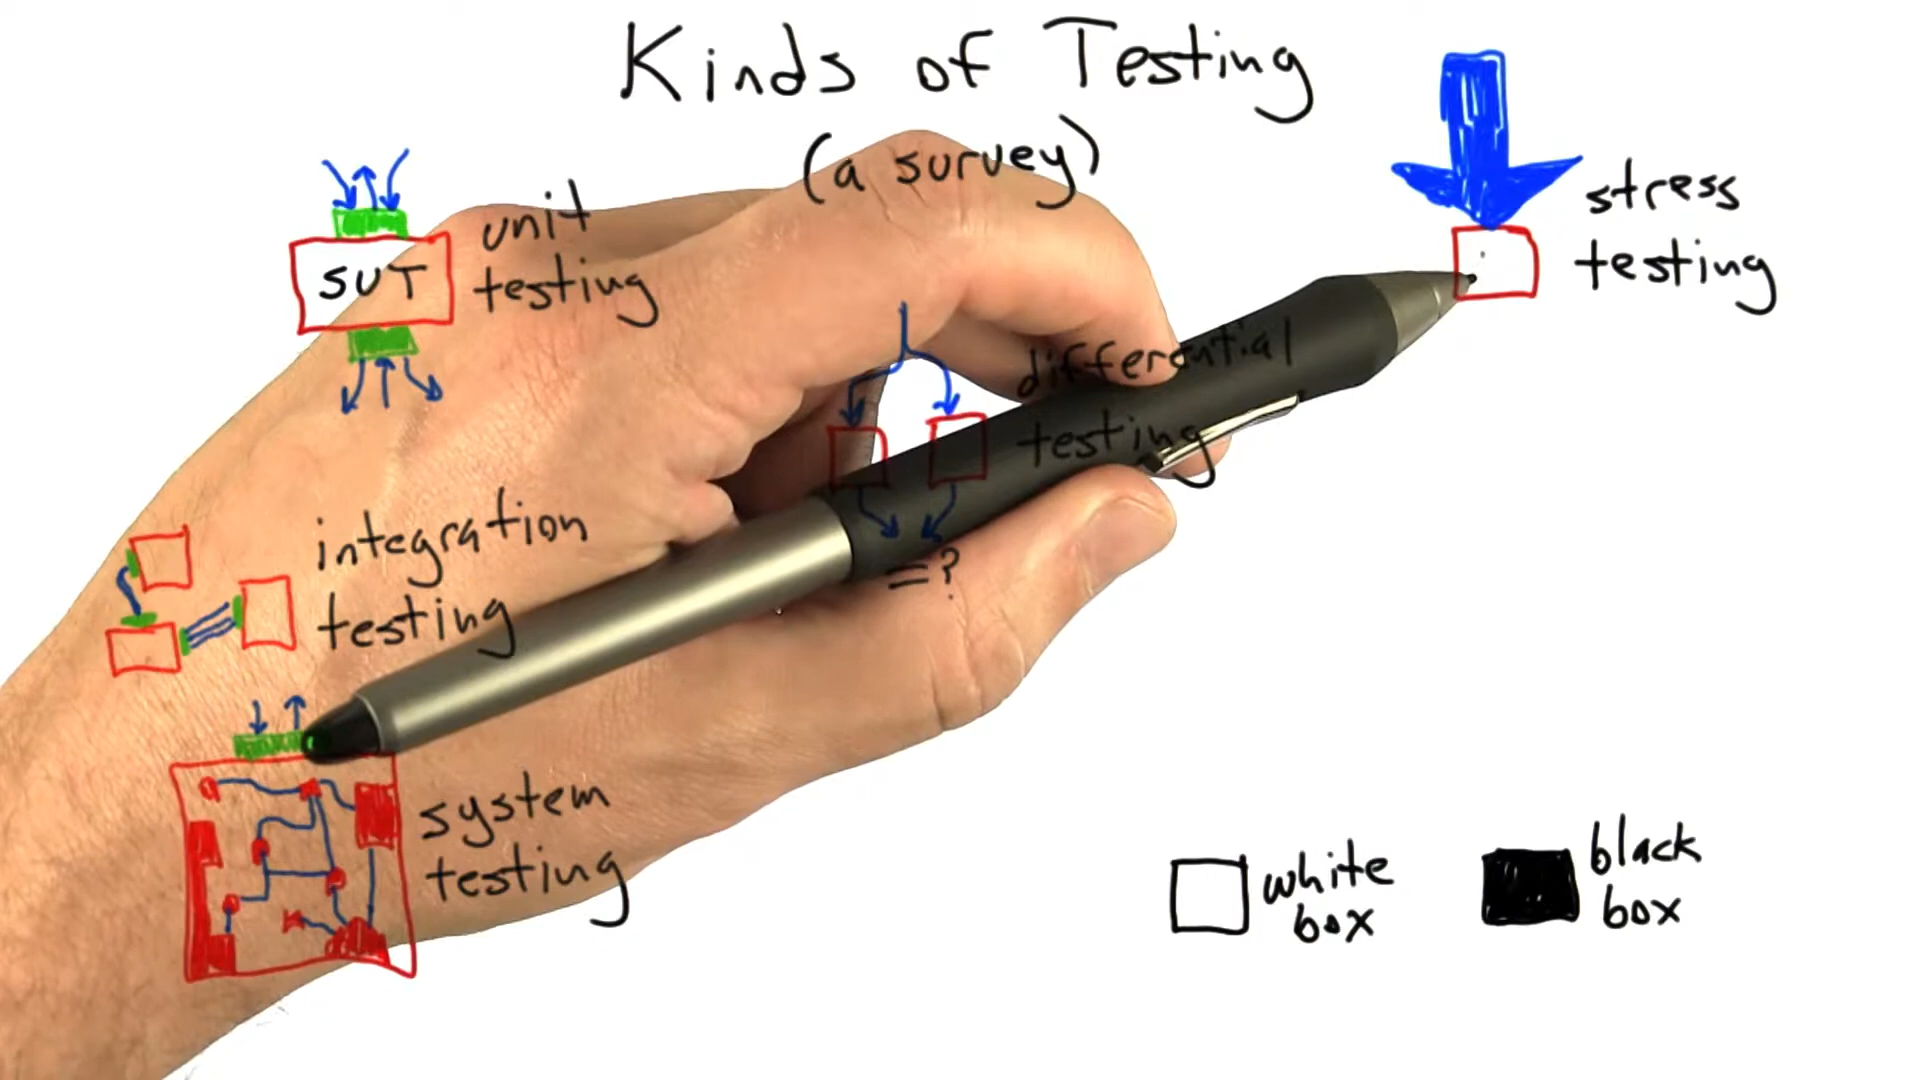 Kinds of Testing
(a survey)
SUT
unit
testing
stress
testing
differential
testing
=?
integration
testing
system
testing
white
box
black
box